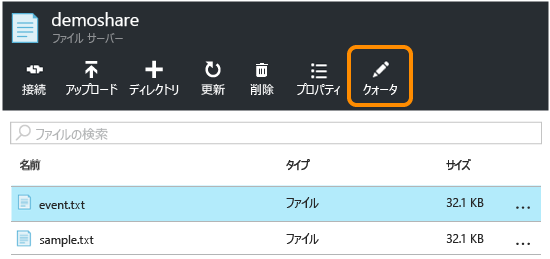 demoshare
ファイル サーバー
接続 アップロード ディレクトリ 更新 削除 プロパティ クォータ
ファイルの検索
名前 タイプ サイズ
event.txt ファイル 32.1 KB ...
sample.txt ファイル 32.1 KB ...